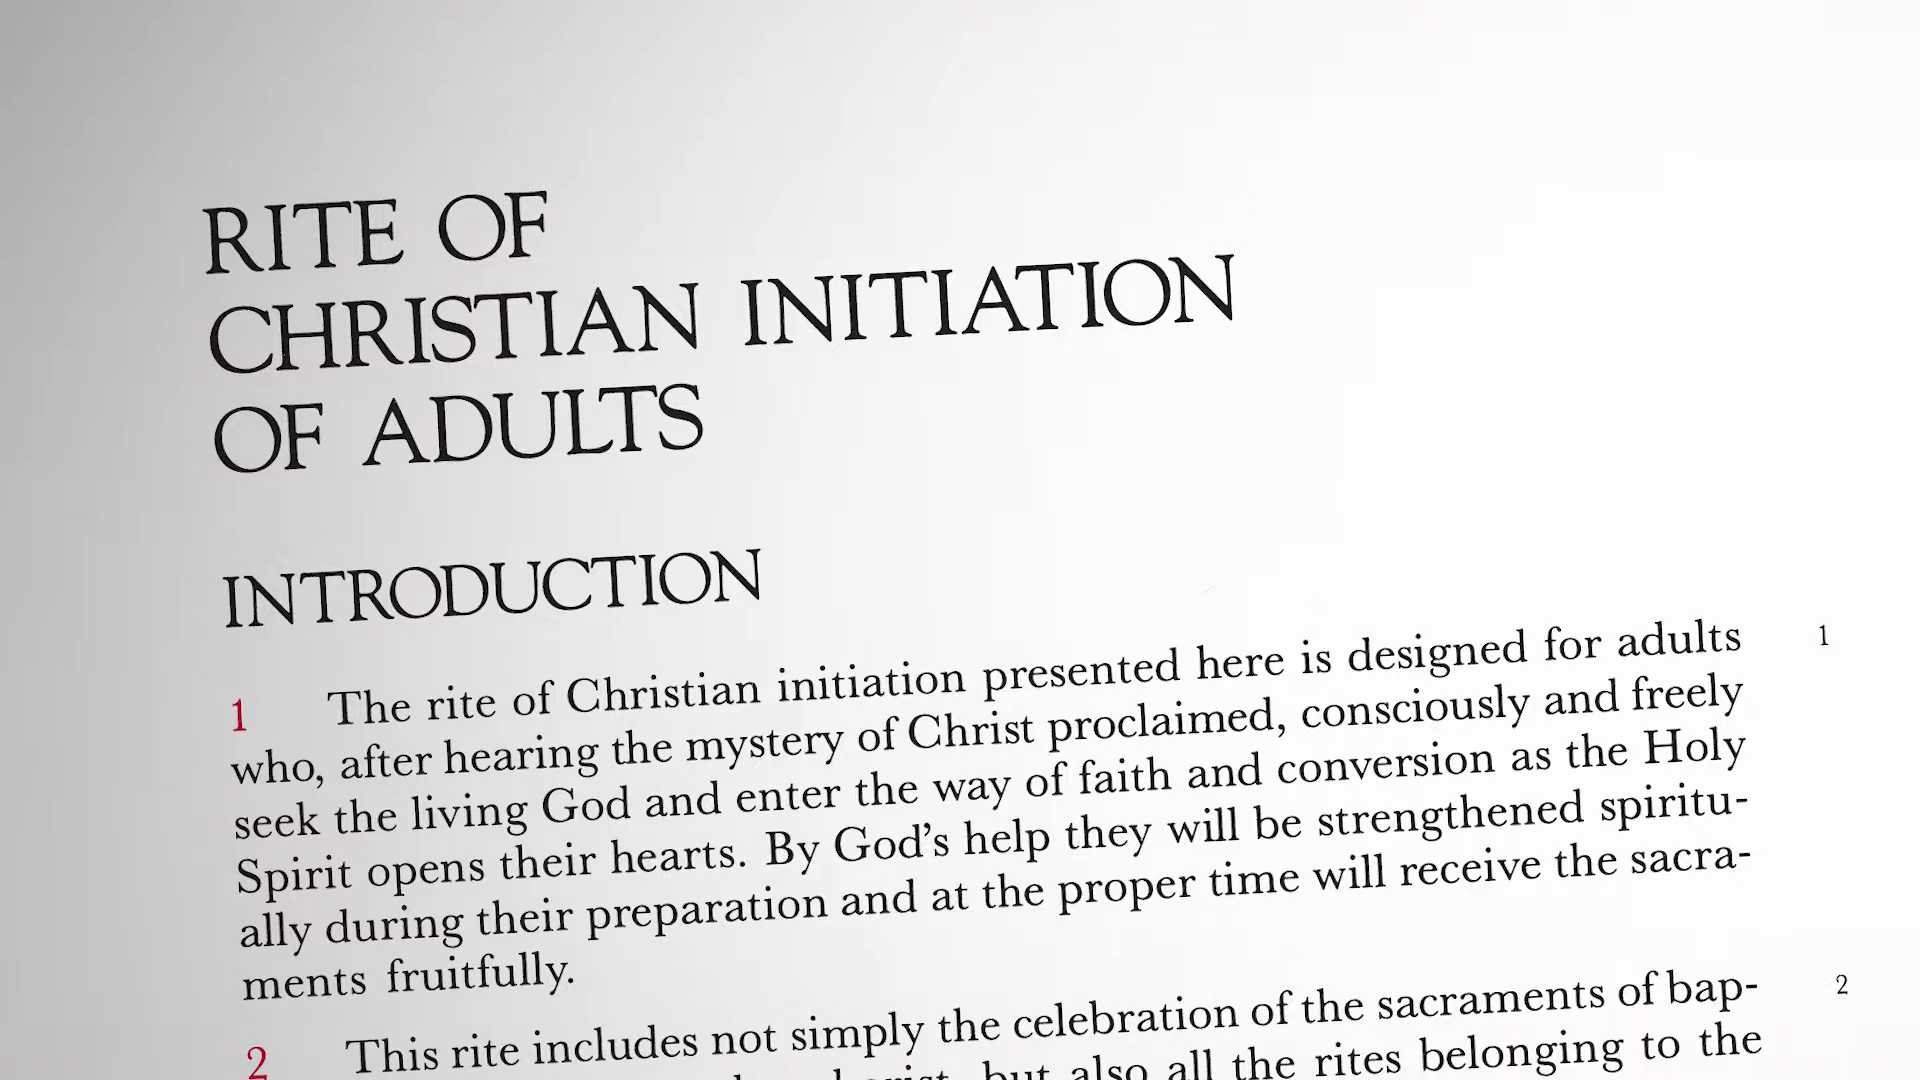 RITE OF
CHRISTIAN INITIATION
OF ADULTS
INTRODUCTION
1 The rite of Christian initiation presented here is designed for adults 1
who, after hearing the mystery of Christ proclaimed, consciously and freely
seek the living God and enter the way of faith and conversion as the Holy
Spirit opens their hearts. By God’s help they will be strengthened spiritu-
ally during their preparation and at the proper time will receive the sacra-
ments fruitfully.
2 This rite includes not simply the celebration of the sacraments of bap- 2
but also all the rites belonging to the